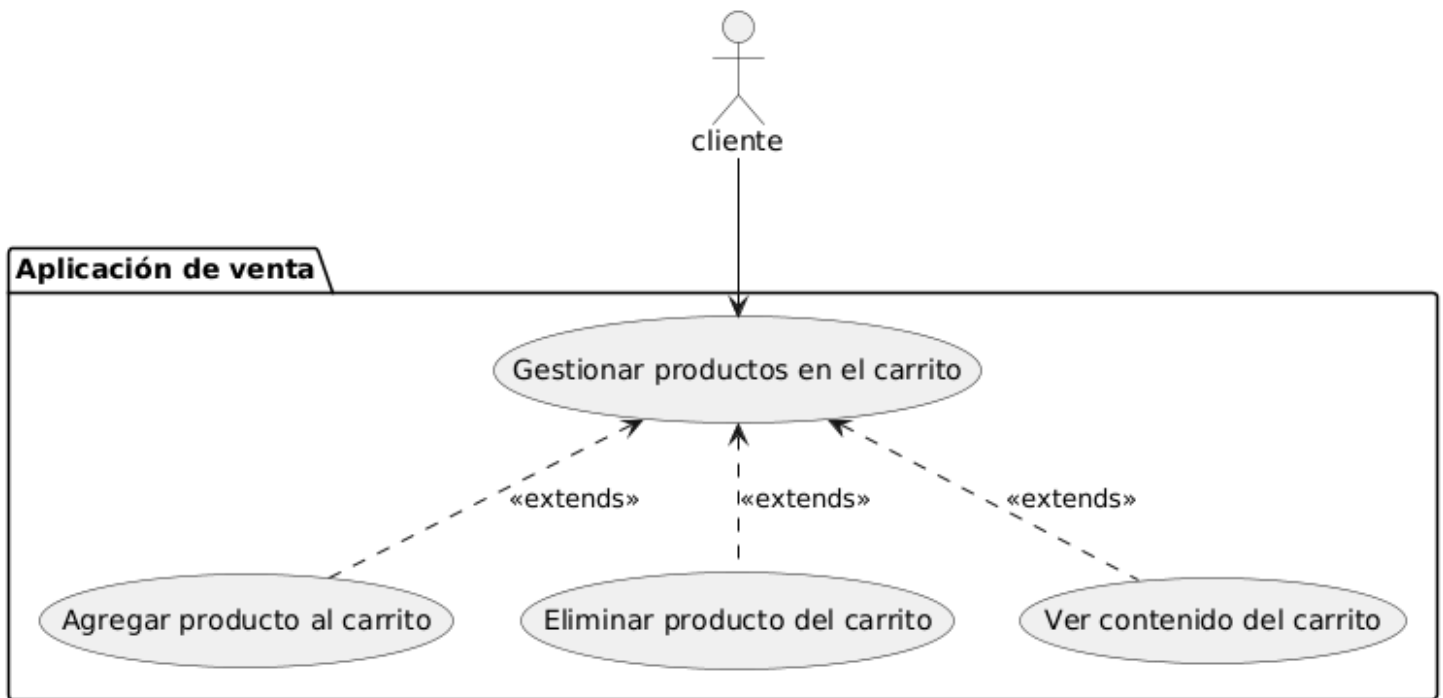 cliente
Aplicación de venta
Gestionar productos en el carrito
«extends»
«extends»
«extends»
Agregar producto al carrito
Eliminar producto del carrito
Ver contenido del carrito